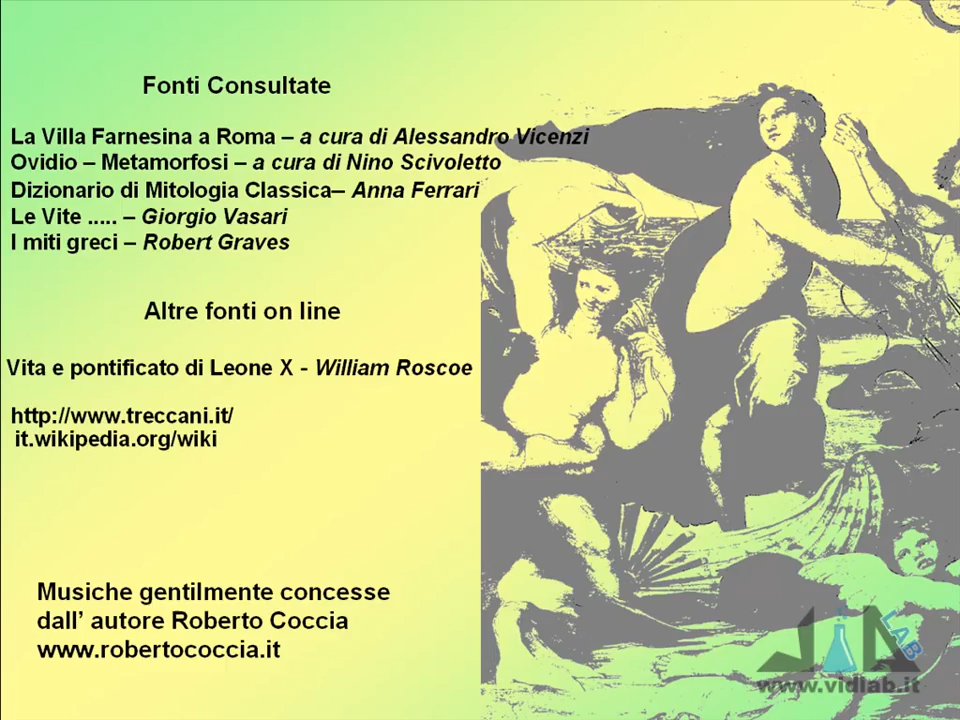 Fonti Consultate
La Villa Farnesina a Roma – a cura di Alessandro Vicenzi
Ovidio – Metamorfosi – a cura di Nino Scivoletto
Dizionario di Mitologia Classica– Anna Ferrari
Le Vite ..... – Giorgio Vasari
I miti greci – Robert Graves
Altre fonti on line
Vita e pontificato di Leone X - William Roscoe
http://www.treccani.it/
it.wikipedia.org/wiki
Musiche gentilmente concesse
dall' autore Roberto Coccia
www.robertococcia.it
LAB
www.vidlab.it